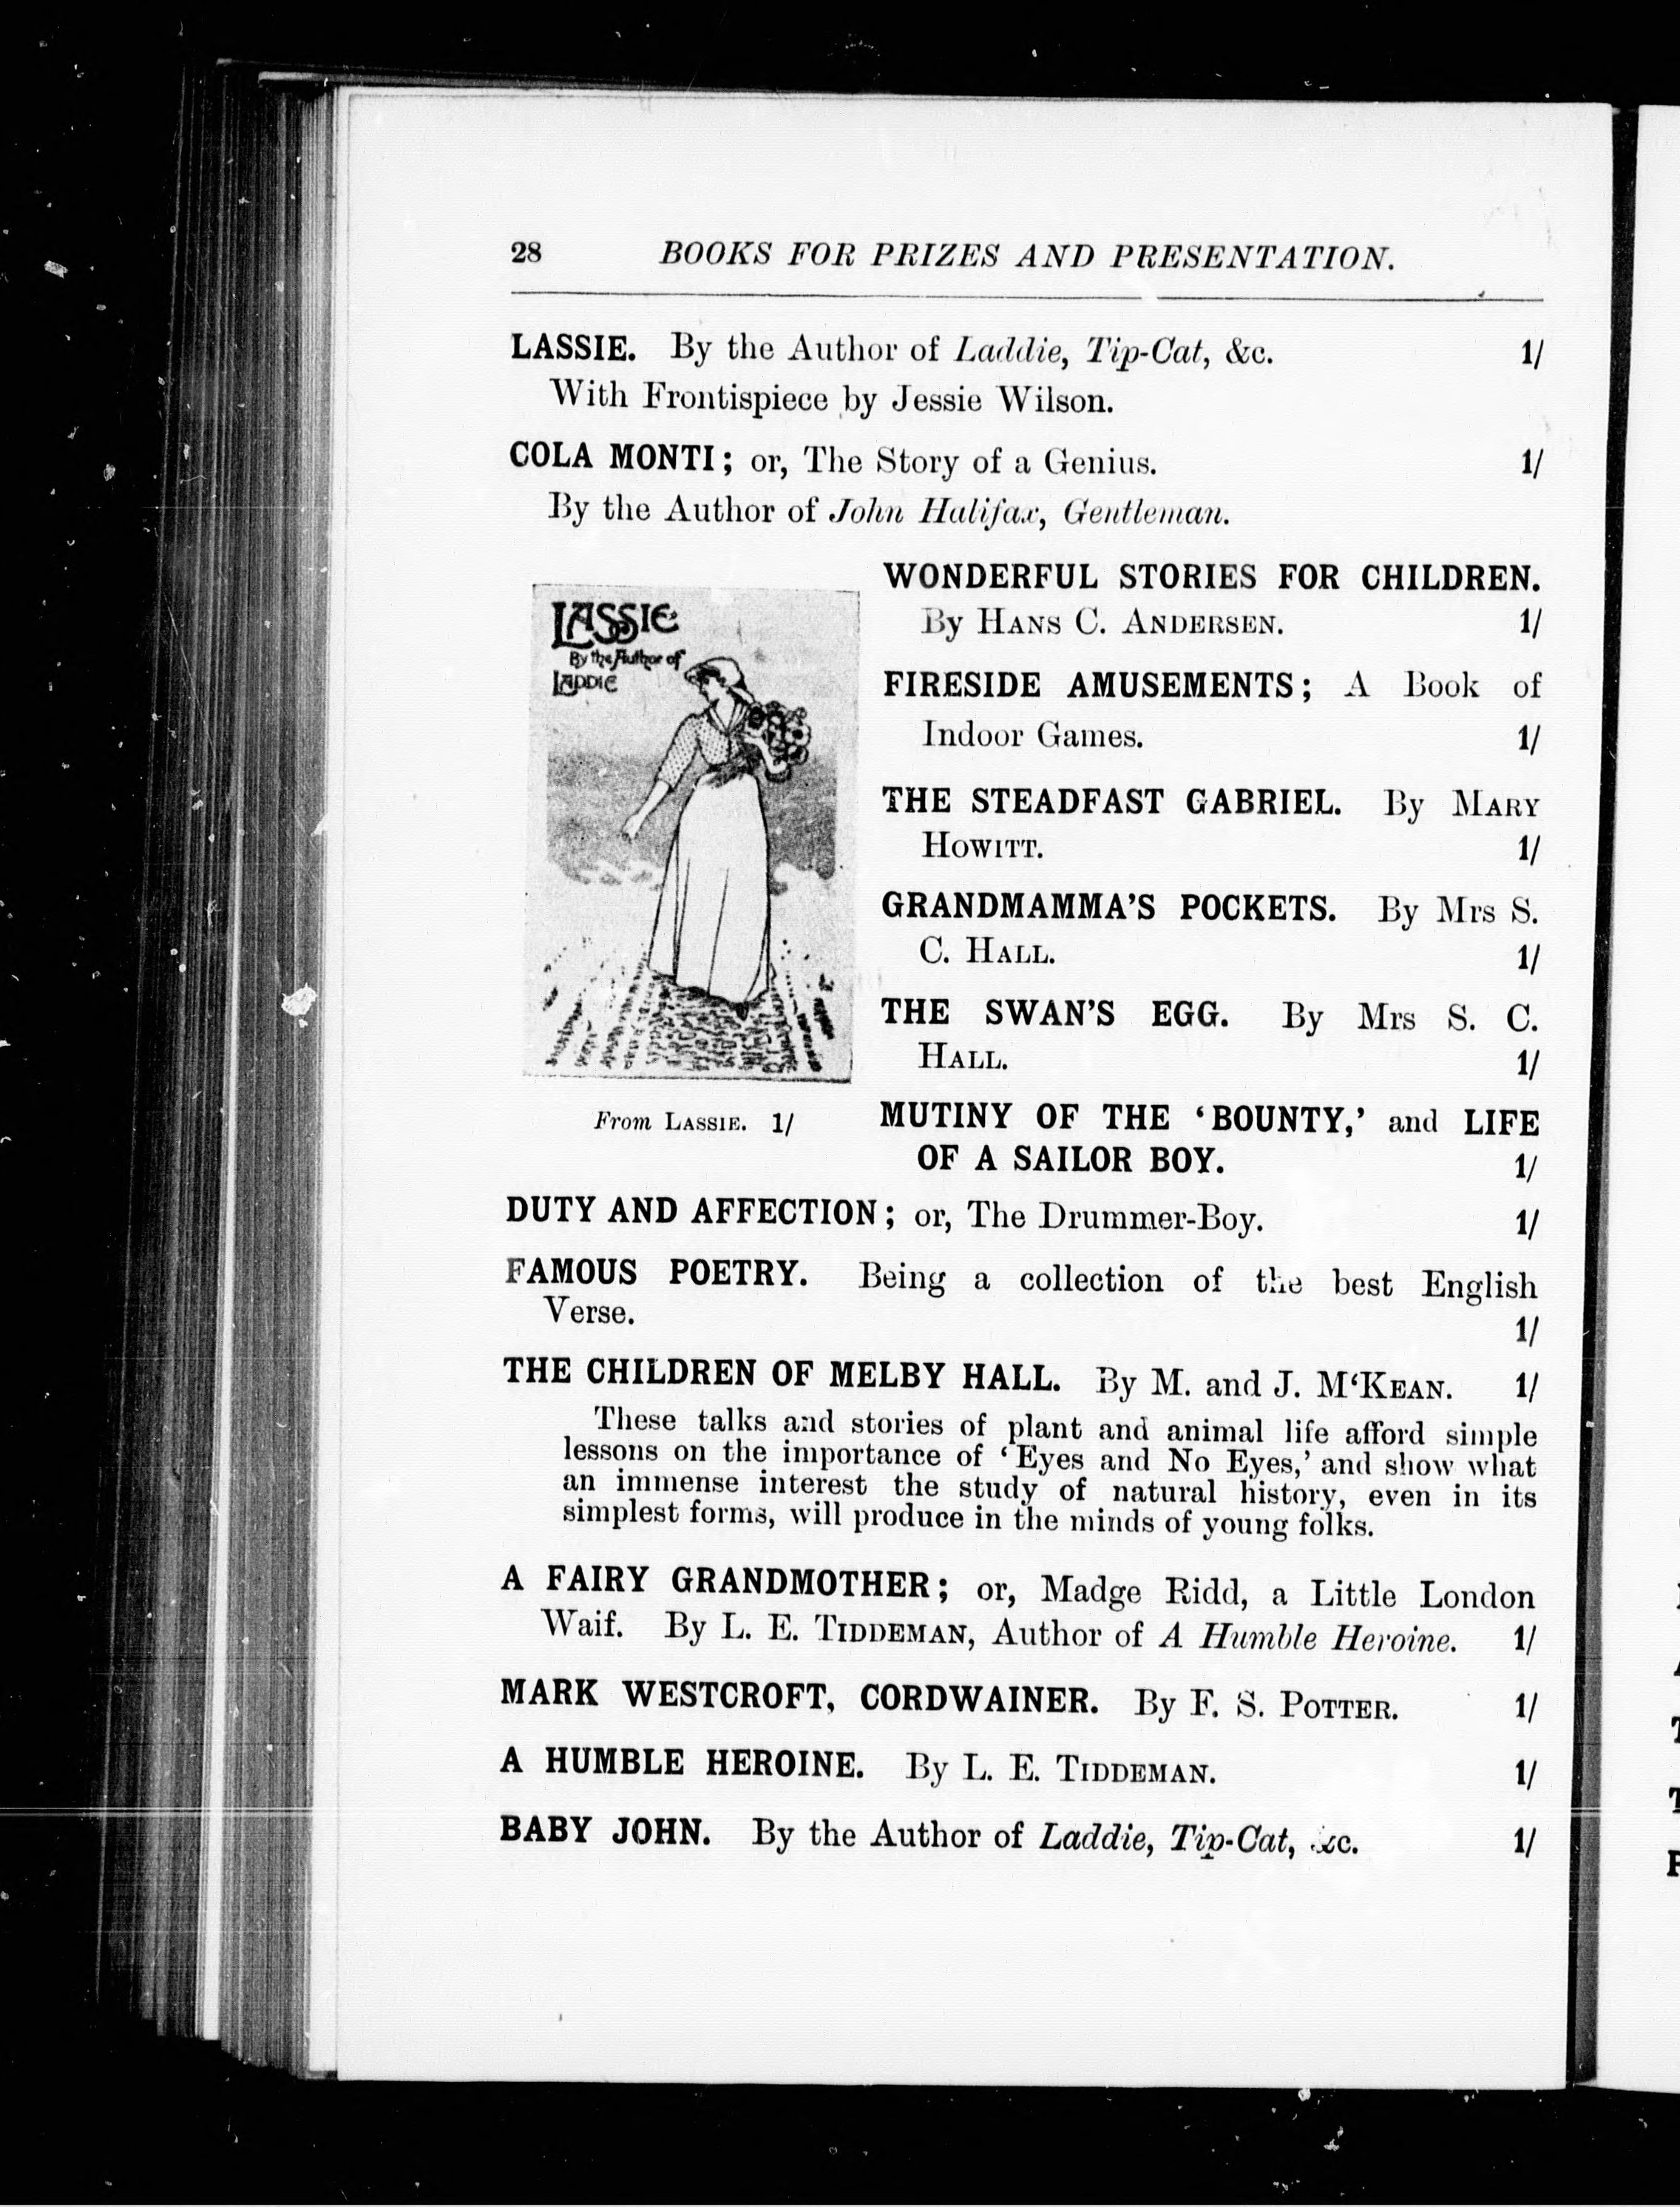 28 BOOKS FOR PRIZES AND PRESENTATION.
LASSIE. By the Author of Laddie, Tip-Cat, &c. 1/
With Frontispiece by Jessie Wilson.
COLA MONTI; or, The Story of a Genius. 1/
By the Author of John Halifax, Gentleman.
LASSIE
By the Author of
LADDIE
From LASSIE. 1/
WONDERFUL STORIES FOR CHILDREN.
By HANS C. ANDERSEN. 1/
FIRESIDE AMUSEMENTS; A Book of
Indoor Games. 1/
THE STEADFAST GABRIEL. By MARY
HOWITT. 1/
GRANDMAMMA'S POCKETS. By Mrs S.
C. HALL. 1/
THE SWAN'S EGG. By Mrs S. C.
HALL. 1/
MUTINY OF THE ‘BOUNTY,’ and LIFE
OF A SAILOR BOY. 1/
DUTY AND AFFECTION; or, The Drummer-Boy. 1/
FAMOUS POETRY. Being a collection of the best English
Verse. 1/
THE CHILDREN OF MELBY HALL. By M. and J. M‘KEAN. 1/
These talks and stories of plant and animal life afford simple
lessons on the importance of ‘Eyes and No Eyes,’ and show what
an immense interest the study of natural history, even in its
simplest forms, will produce in the minds of young folks.
A FAIRY GRANDMOTHER; or, Madge Ridd, a Little London
Waif. By L. E. TIDDEMAN, Author of A Humble Heroine. 1/
MARK WESTCROFT, CORDWAINER. By F. S. POTTER. 1/
A HUMBLE HEROINE. By L. E. TIDDEMAN. 1/
BABY JOHN. By the Author of Laddie, Tip-Cat, &c. 1/